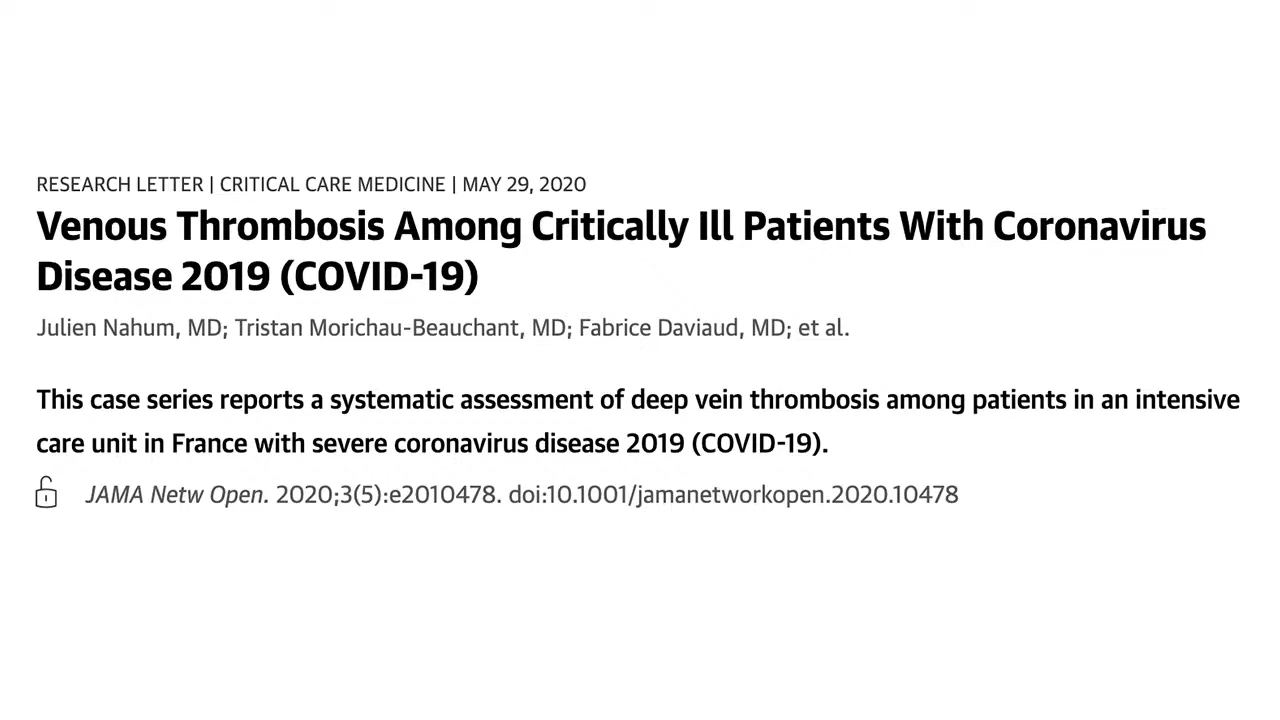 RESEARCH LETTER | CRITICAL CARE MEDICINE | MAY 29, 2020
Venous Thrombosis Among Critically Ill Patients With Coronavirus
Disease 2019 (COVID-19)
Julien Nahum, MD; Tristan Morichau-Beauchant, MD; Fabrice Daviaud, MD; et al.
This case series reports a systematic assessment of deep vein thrombosis among patients in an intensive
care unit in France with severe coronavirus disease 2019 (COVID-19).
JAMA Netw Open. 2020;3(5):e2010478. doi:10.1001/jamanetworkopen.2020.10478